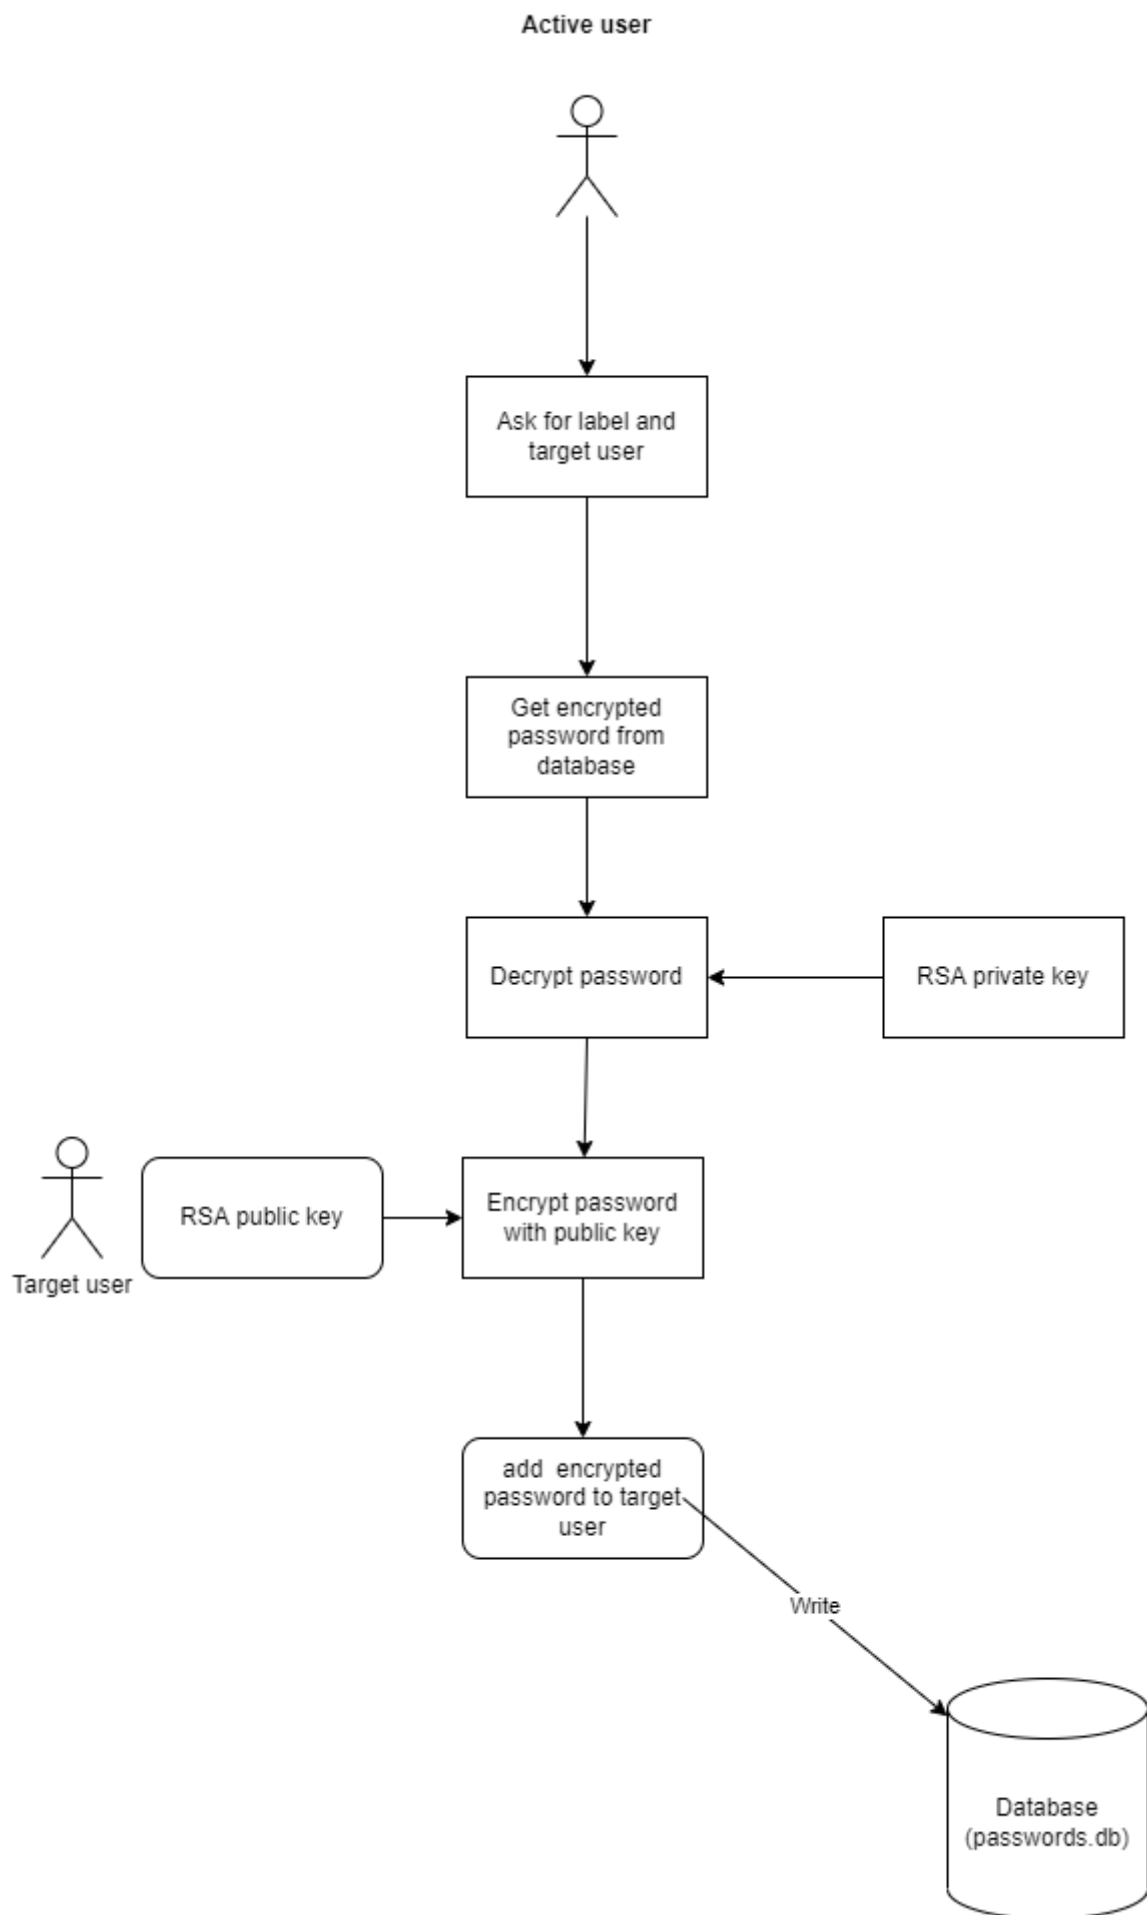 Active user
Ask for label and
target user
Get encrypted
password from
database
Decrypt password
RSA private key
RSA public key
Encrypt password
with public key
Target user
add encrypted
password to target
user
Write
Database
(passwords.db)